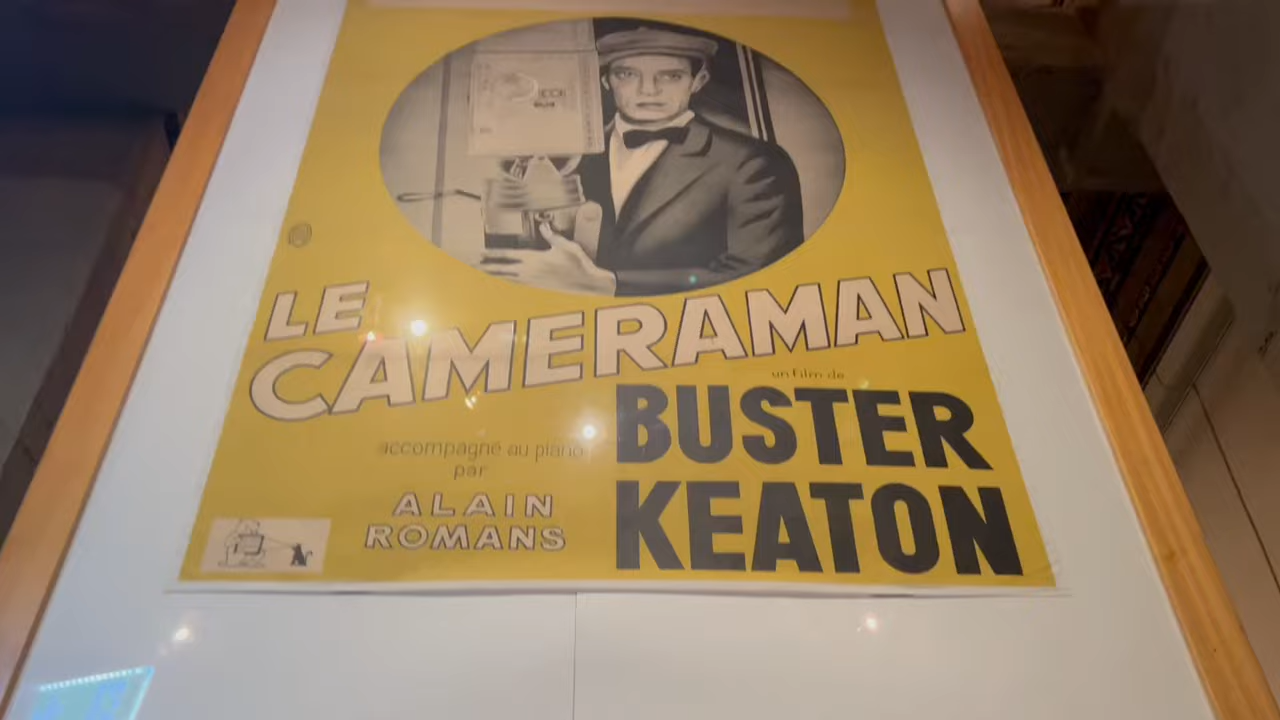 LE
CAMERAMAN
un film de
BUSTER
KEATON
accompagné au piano
par
ALAIN
ROMANS